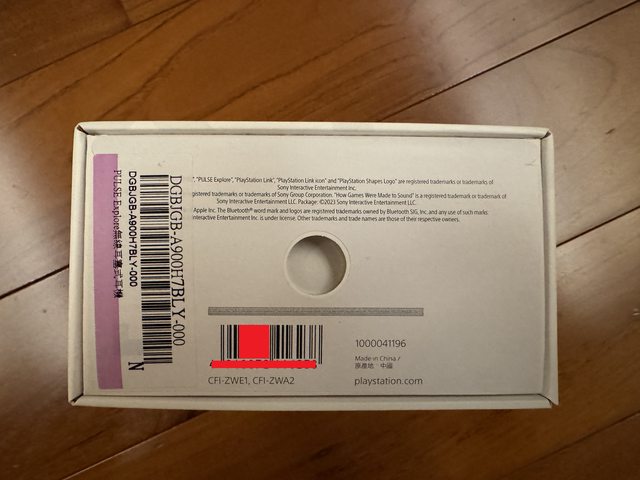 ", "PULSE Explore", "PlayStation Link", "PlayStation Link icon" and "PlayStation Shapes Logo" are registered trademarks or trademarks of
Sony Interactive Entertainment Inc.
gistered trademarks or trademarks of Sony Group Corporation. "How Games Were Made to Sound" is a registered trademark or trademark of
Sony Interactive Entertainment LLC. Package: ©2023 Sony Interactive Entertainment LLC.
Apple Inc. The Bluetooth® word mark and logos are registered trademarks owned by Bluetooth SIG, Inc. and any use of such marks
nteractive Entertainment Inc. is under license. Other trademarks and trade names are those of their respective owners.
DGBJGB-A900H7BLY-000
DGBJGB-A900H7BLY-000
PULSE Explore無線耳塞式耳機
N
CFI-ZWE1, CFI-ZWA2
1000041196
Made in China /
原產地 中國
playstation.com